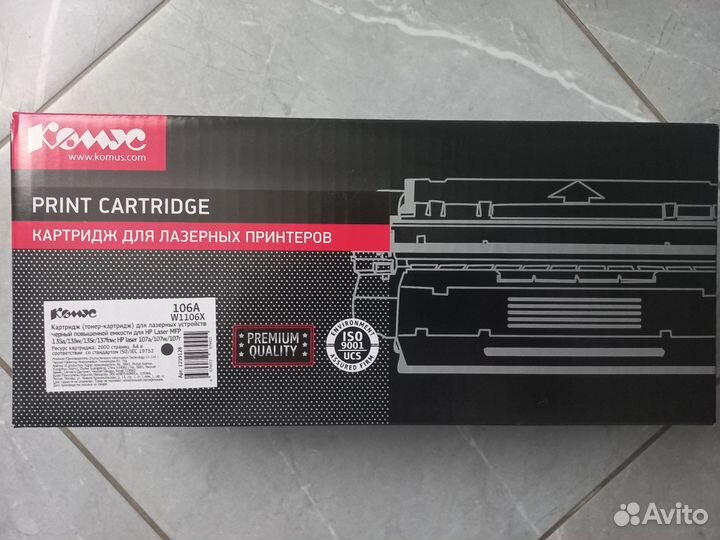 Комус
www.komus.com
PRINT CARTRIDGE
КАРТРИДЖ ДЛЯ ЛАЗЕРНЫХ ПРИНТЕРОВ
Комус
106A
W1106X
Картридж (тонер-картридж) для лазерных устройств
черный повышенной емкости для HP Laser MFP
135a/135w/135r/137fnw; HP laser 107a/107w/107r
Ресурс картриджа: 2000 страниц А4 в
соответствии со стандартом ISO/IEC 19752
PREMIUM
QUALITY
ENVIRONMENTAL
ISO
9001
UCS
ASSURED FIRM
Avito